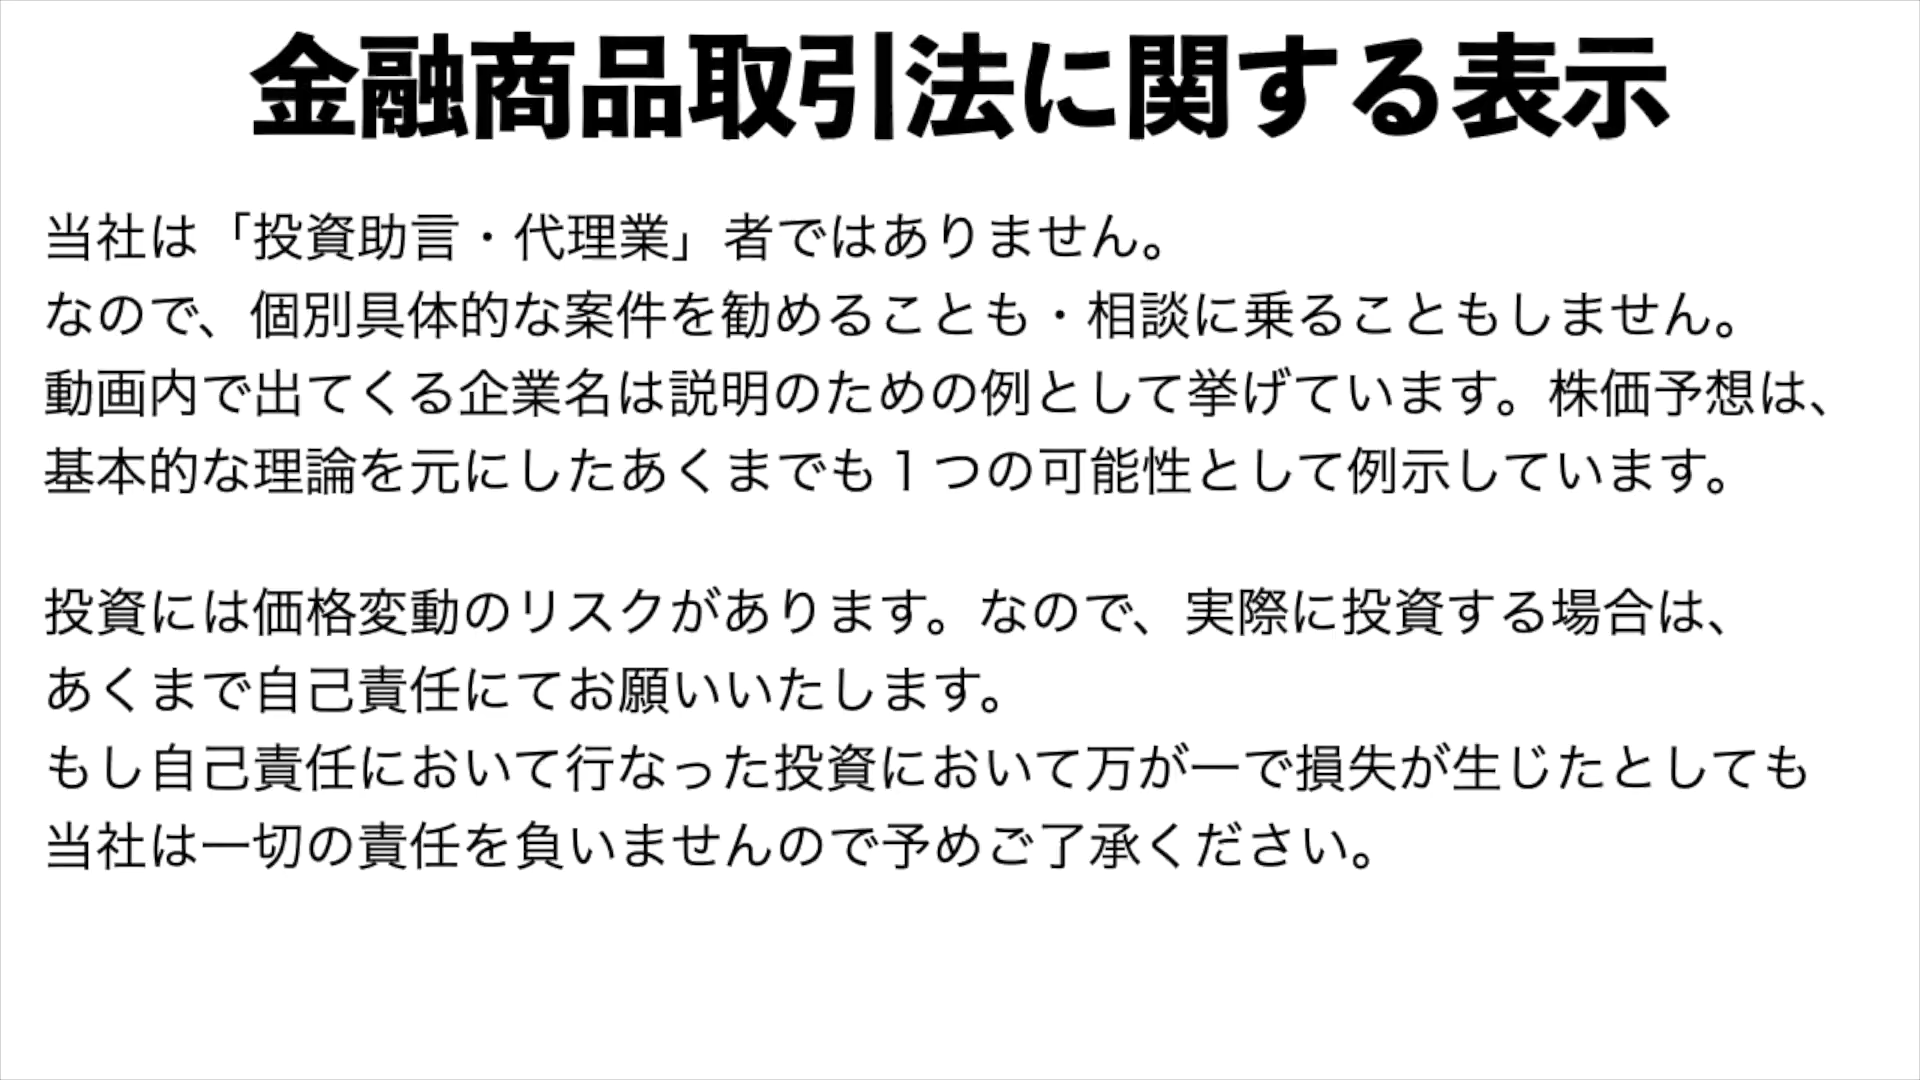 金融商品取引法に関する表示
当社は「投資助言・代理業」者ではありません。
なので、個別具体的な案件を勧めることも・相談に乗ることもしません。
動画内で出てくる企業名は説明のための例として挙げています。株価予想は、
基本的な理論を元にしたあくまでも１つの可能性として例示しています。
投資には価格変動のリスクがあります。なので、実際に投資する場合は、
あくまで自己責任にてお願いいたします。
もし自己責任において行なった投資において万が一で損失が生じたとしても
当社は一切の責任を負いませんので予めご了承ください。